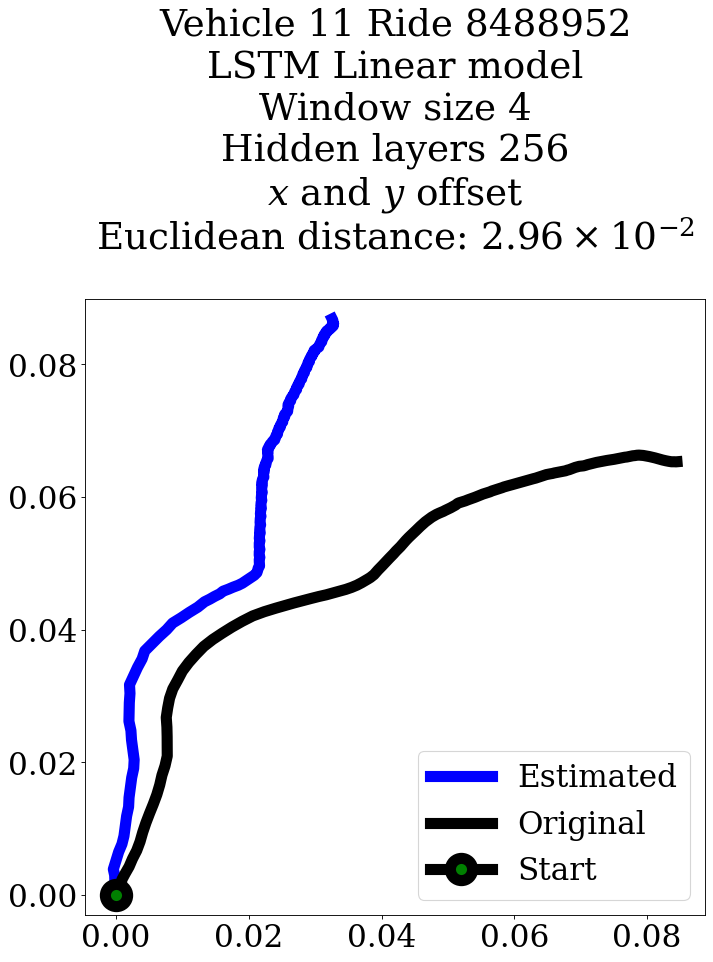 Vehicle 11 Ride 8488952
LSTM Linear model
Window size 4
Hidden layers 256
x and y offset
Euclidean distance: 2.96 × 10⁻²
0.08
0.06
0.04
0.02
0.00
Estimated
Original
Start
0.00 0.02 0.04 0.06 0.08